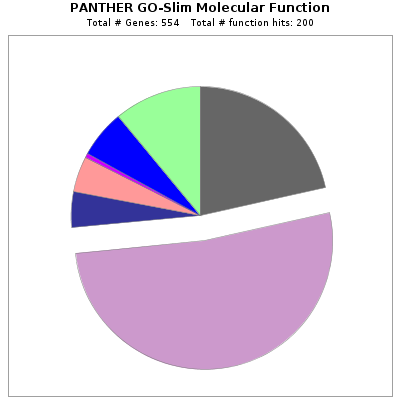 PANTHER GO-Slim Molecular Function
Total # Genes: 554 Total # function hits: 200